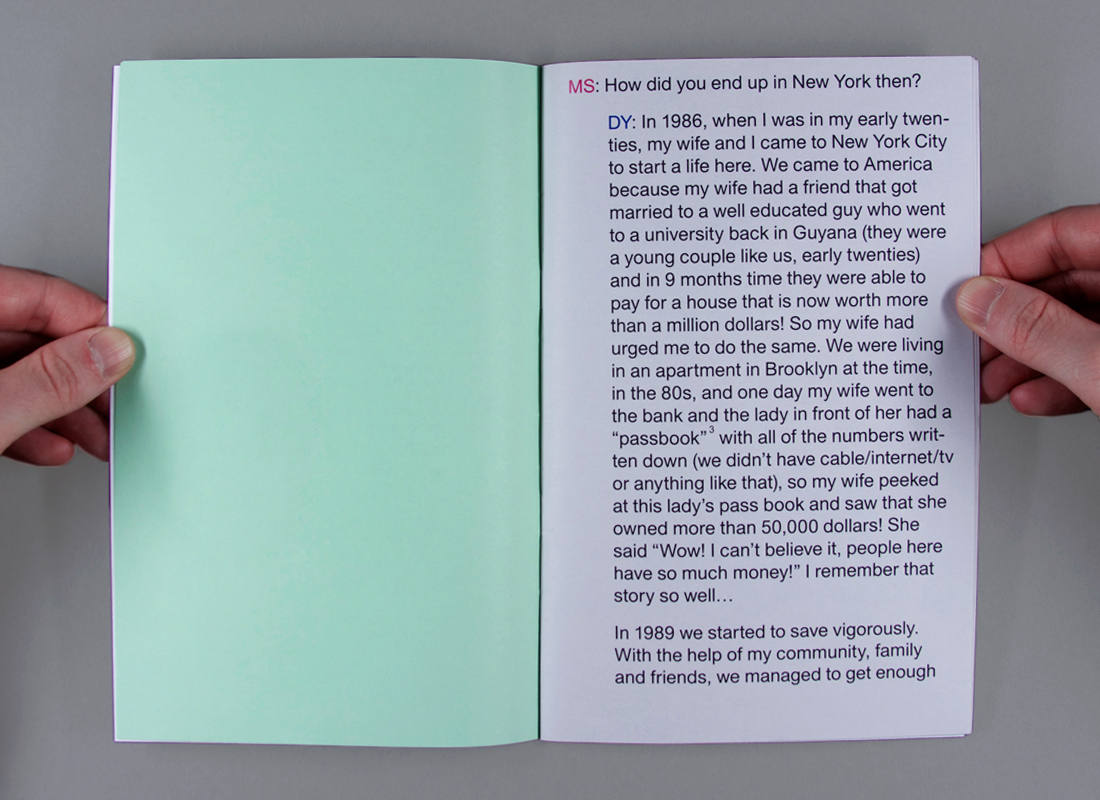 MS: How did you end up in New York then?
DY: In 1986, when I was in my early twen-
ties, my wife and I came to New York City
to start a life here. We came to America
because my wife had a friend that got
married to a well educated guy who went
to a university back in Guyana (they were
a young couple like us, early twenties)
and in 9 months time they were able to
pay for a house that is now worth more
than a million dollars! So my wife had
urged me to do the same. We were living
in an apartment in Brooklyn at the time,
in the 80s, and one day my wife went to
the bank and the lady in front of her had a
“passbook”³ with all of the numbers writ-
ten down (we didn’t have cable/internet/tv
or anything like that), so my wife peeked
at this lady’s pass book and saw that she
owned more than 50,000 dollars! She
said “Wow! I can’t believe it, people here
have so much money!” I remember that
story so well…
In 1989 we started to save vigorously.
With the help of my community, family
and friends, we managed to get enough